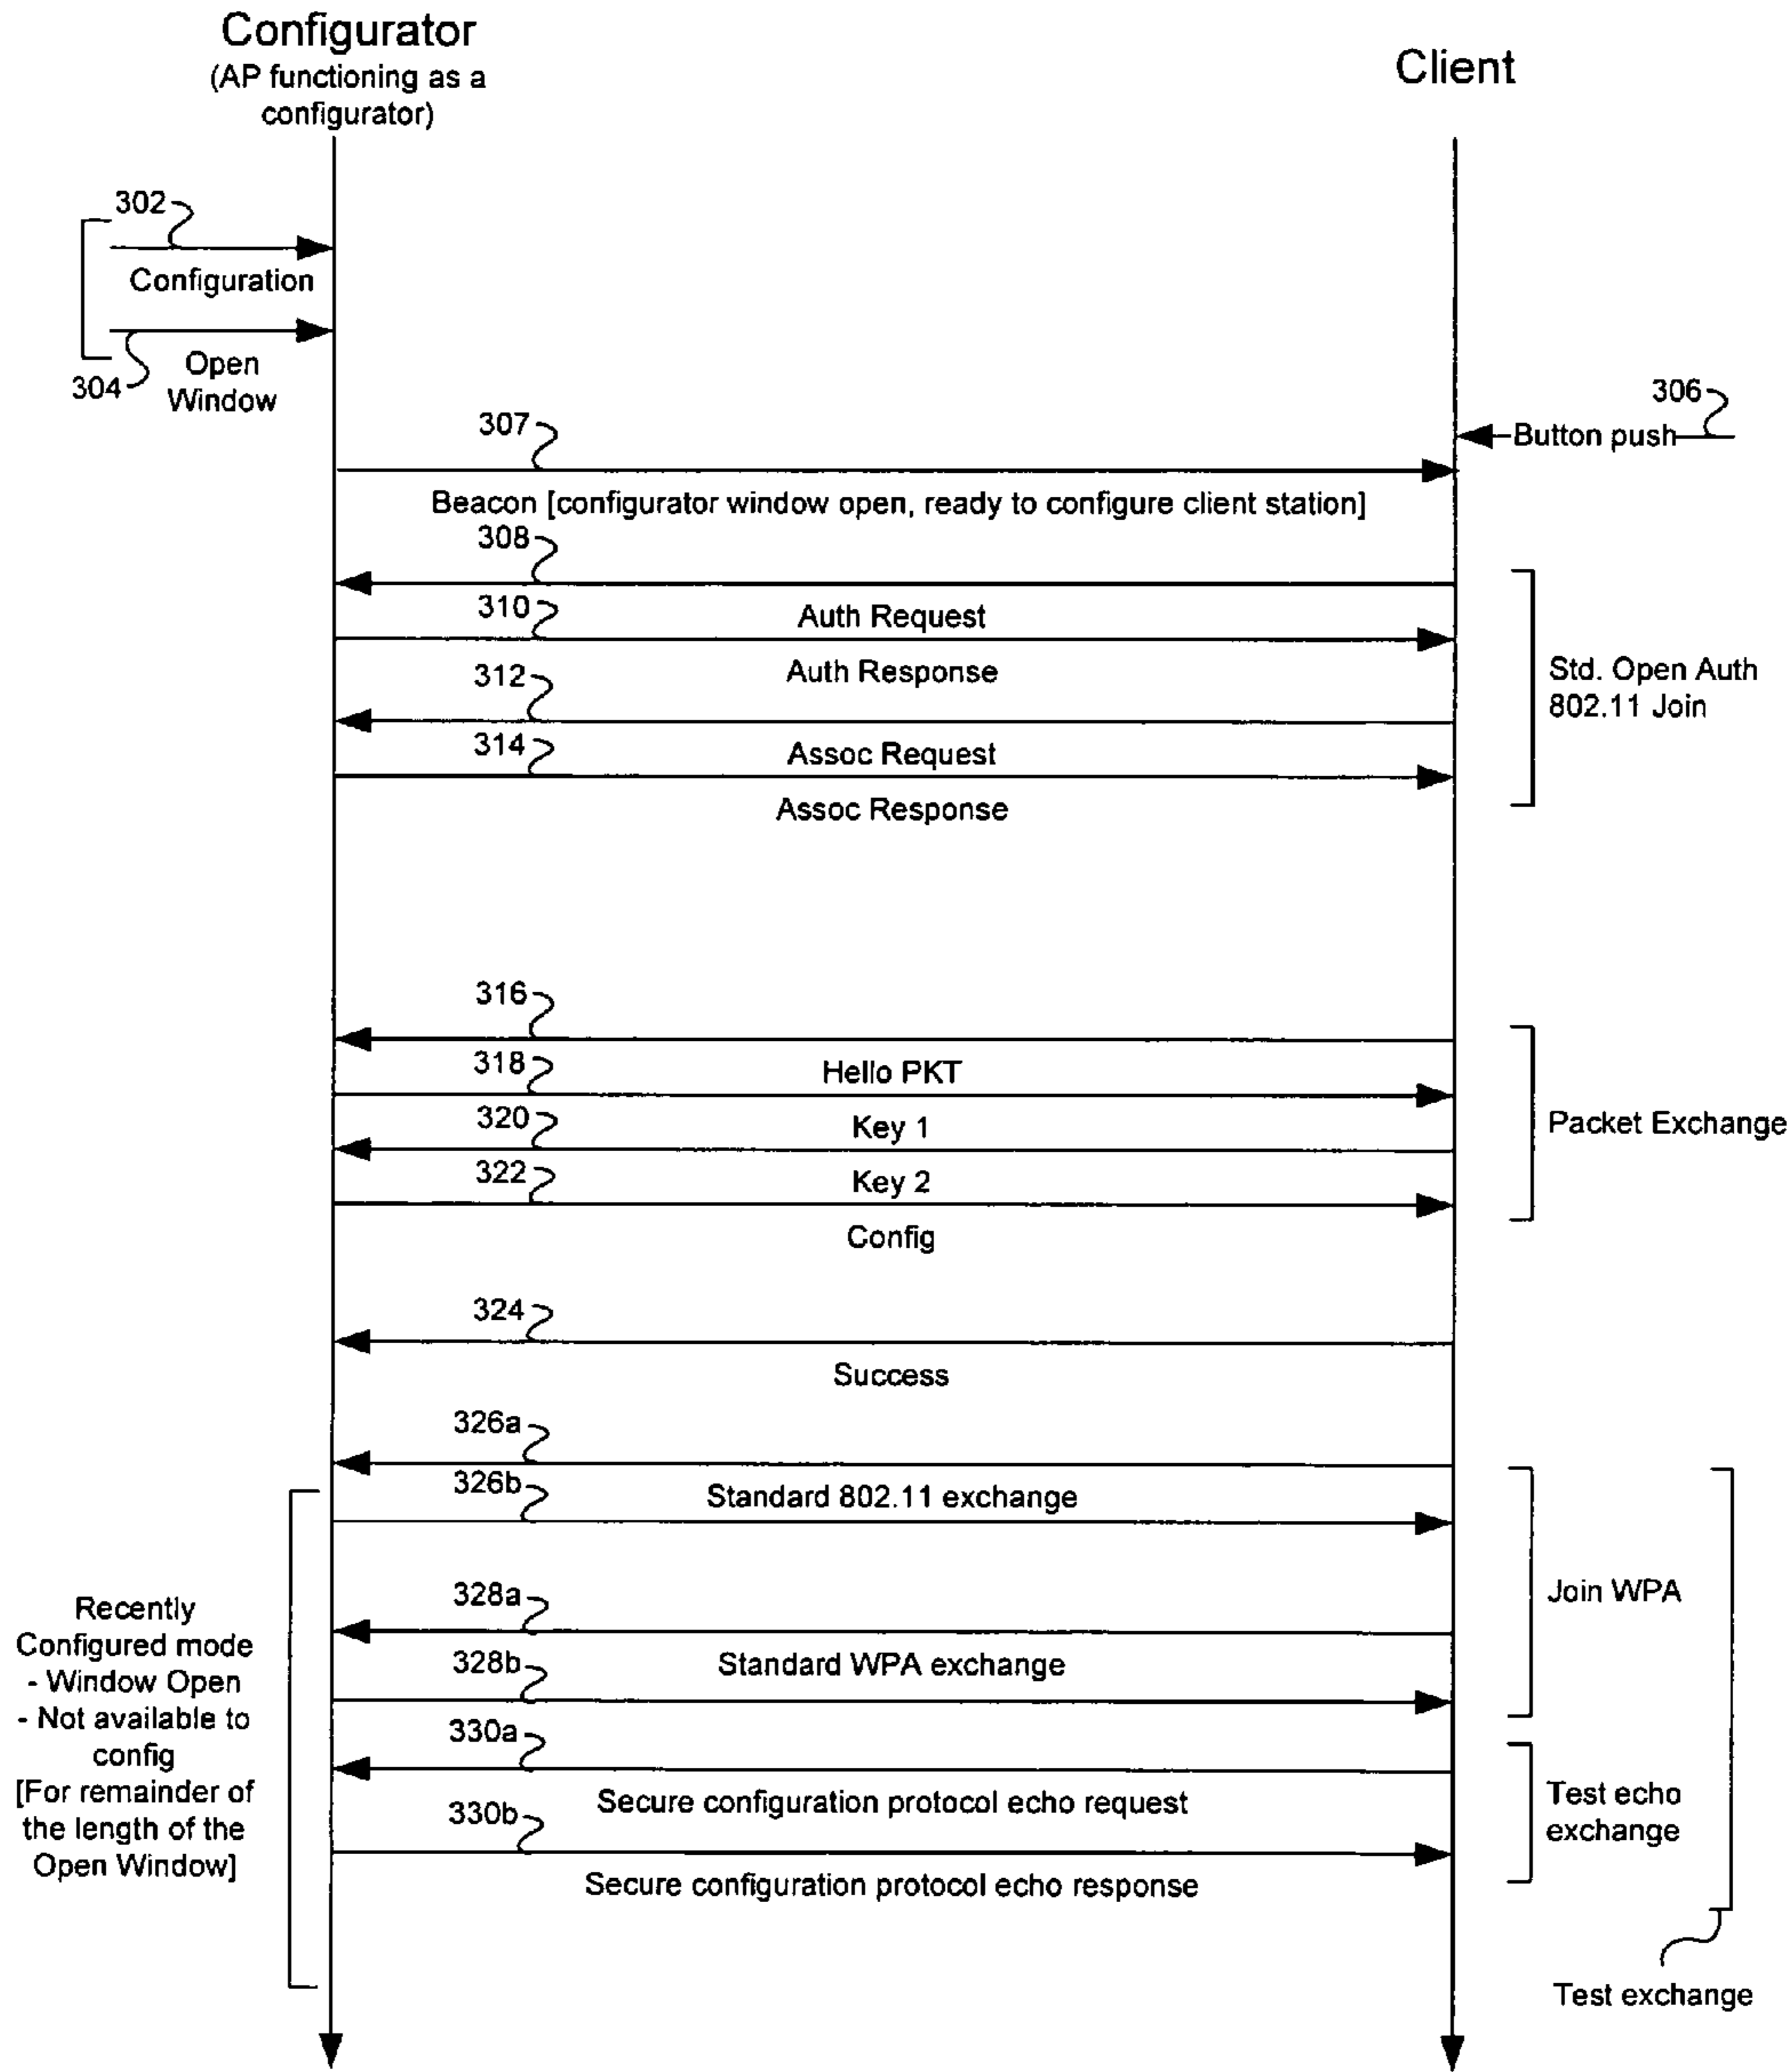 Configurator
(AP functioning as a
configurator)
Client
302
Configuration
304
Open
Window
306
Button push
307
Beacon [configurator window open, ready to configure client station]
308
Auth Request
310
Auth Response
312
Assoc Request
314
Assoc Response
Std. Open Auth
802.11 Join
316
Hello PKT
318
Key 1
320
Key 2
322
Config
Packet Exchange
324
Success
326a
Standard 802.11 exchange
326b
328a
Standard WPA exchange
328b
Join WPA
330a
Secure configuration protocol echo request
330b
Secure configuration protocol echo response
Test echo
exchange
Test exchange
Recently
Configured mode
- Window Open
- Not available to
config
[For remainder of
the length of the
Open Window]